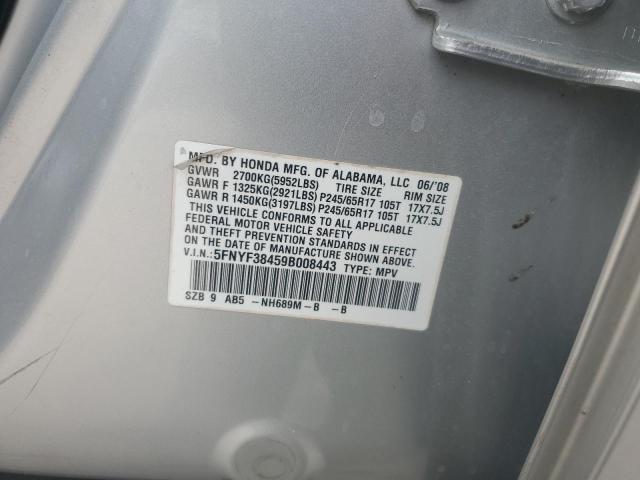 MFD. BY HONDA MFG. OF ALABAMA, LLC 06/'08
GVWR 2700KG(5952LBS) TIRE SIZE RIM SIZE
GAWR F 1325KG(2921LBS) P245/65R17 105T 17X7.5J
GAWR R 1450KG(3197LBS) P245/65R17 105T 17X7.5J
THIS VEHICLE CONFORMS TO ALL APPLICABLE
FEDERAL MOTOR VEHICLE SAFETY
AND THEFT PREVENTION STANDARDS IN EFFECT
ON THE DATE OF MANUFACTURE SHOWN ABOVE.
V.I.N.: 5FNYF38459B008443 TYPE: MPV
SZB 9 AB5 -NH689M-B -B